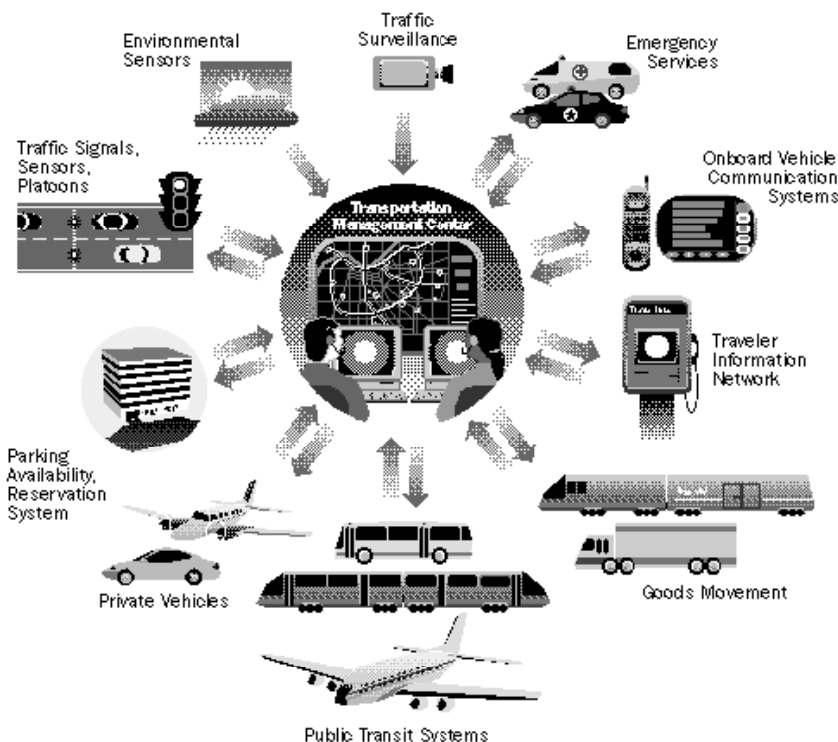 Traffic
Surveillance
Environmental
Sensors
Emergency
Services
Traffic Signals,
Sensors,
Platoons
Onboard Vehicle
Communication
Systems
Transportation
Management Center
Traveler
Information
Network
Parking
Availability,
Reservation
System
Private Vehicles
Goods Movement
Public Transit Systems